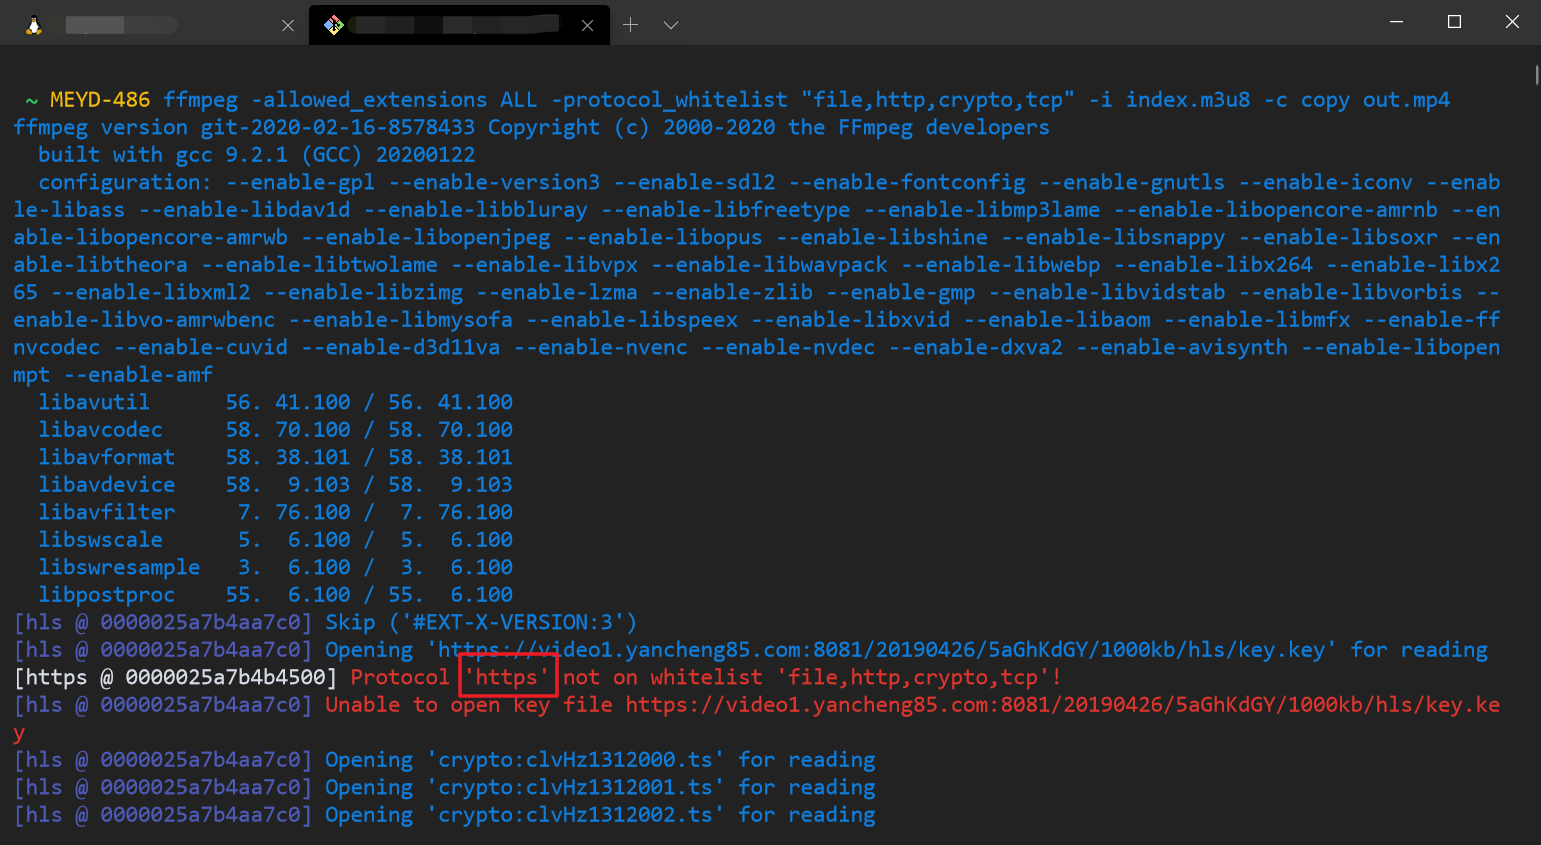 ~ MEYD-486 ffmpeg -allowed_extensions ALL -protocol_whitelist "file,http,crypto,tcp" -i index.m3u8 -c copy out.mp4
ffmpeg version git-2020-02-16-8578433 Copyright (c) 2000-2020 the FFmpeg developers
built with gcc 9.2.1 (GCC) 20200122
configuration: --enable-gpl --enable-version3 --enable-sdl2 --enable-fontconfig --enable-gnutls --enable-iconv --enab
le-libass --enable-libdav1d --enable-libbluray --enable-libfreetype --enable-libmp3lame --enable-libopencore-amrnb --en
able-libopencore-amrwb --enable-libopenjpeg --enable-libopus --enable-libshine --enable-libsnappy --enable-libsoxr --en
able-libtheora --enable-libtwolame --enable-libvpx --enable-libwavpack --enable-libwebp --enable-libx264 --enable-libx2
65 --enable-libxml2 --enable-libzimg --enable-lzma --enable-zlib --enable-gmp --enable-libvidstab --enable-libvorbis --
enable-libvo-amrwbenc --enable-libmysofa --enable-libspeex --enable-libxvid --enable-libaom --enable-libmfx --enable-ff
nvcodec --enable-cuvid --enable-d3d11va --enable-nvenc --enable-nvdec --enable-dxva2 --enable-avisynth --enable-libopen
mpt --enable-amf
libavutil 56. 41.100 / 56. 41.100
libavcodec 58. 70.100 / 58. 70.100
libavformat 58. 38.101 / 58. 38.101
libavdevice 58. 9.103 / 58. 9.103
libavfilter 7. 76.100 / 7. 76.100
libswscale 5. 6.100 / 5. 6.100
libswresample 3. 6.100 / 3. 6.100
libpostproc 55. 6.100 / 55. 6.100
[hls @ 0000025a7b4aa7c0] Skip ('#EXT-X-VERSION:3')
[hls @ 0000025a7b4aa7c0] Opening 'https://video1.yancheng85.com:8081/20190426/5aGhKdGY/1000kb/hls/key.key' for reading
[https @ 0000025a7b4b4500] Protocol 'https' not on whitelist 'file,http,crypto,tcp'!
[hls @ 0000025a7b4aa7c0] Unable to open key file https://video1.yancheng85.com:8081/20190426/5aGhKdGY/1000kb/hls/key.ke
y
[hls @ 0000025a7b4aa7c0] Opening 'crypto:clvHz1312000.ts' for reading
[hls @ 0000025a7b4aa7c0] Opening 'crypto:clvHz1312001.ts' for reading
[hls @ 0000025a7b4aa7c0] Opening 'crypto:clvHz1312002.ts' for reading